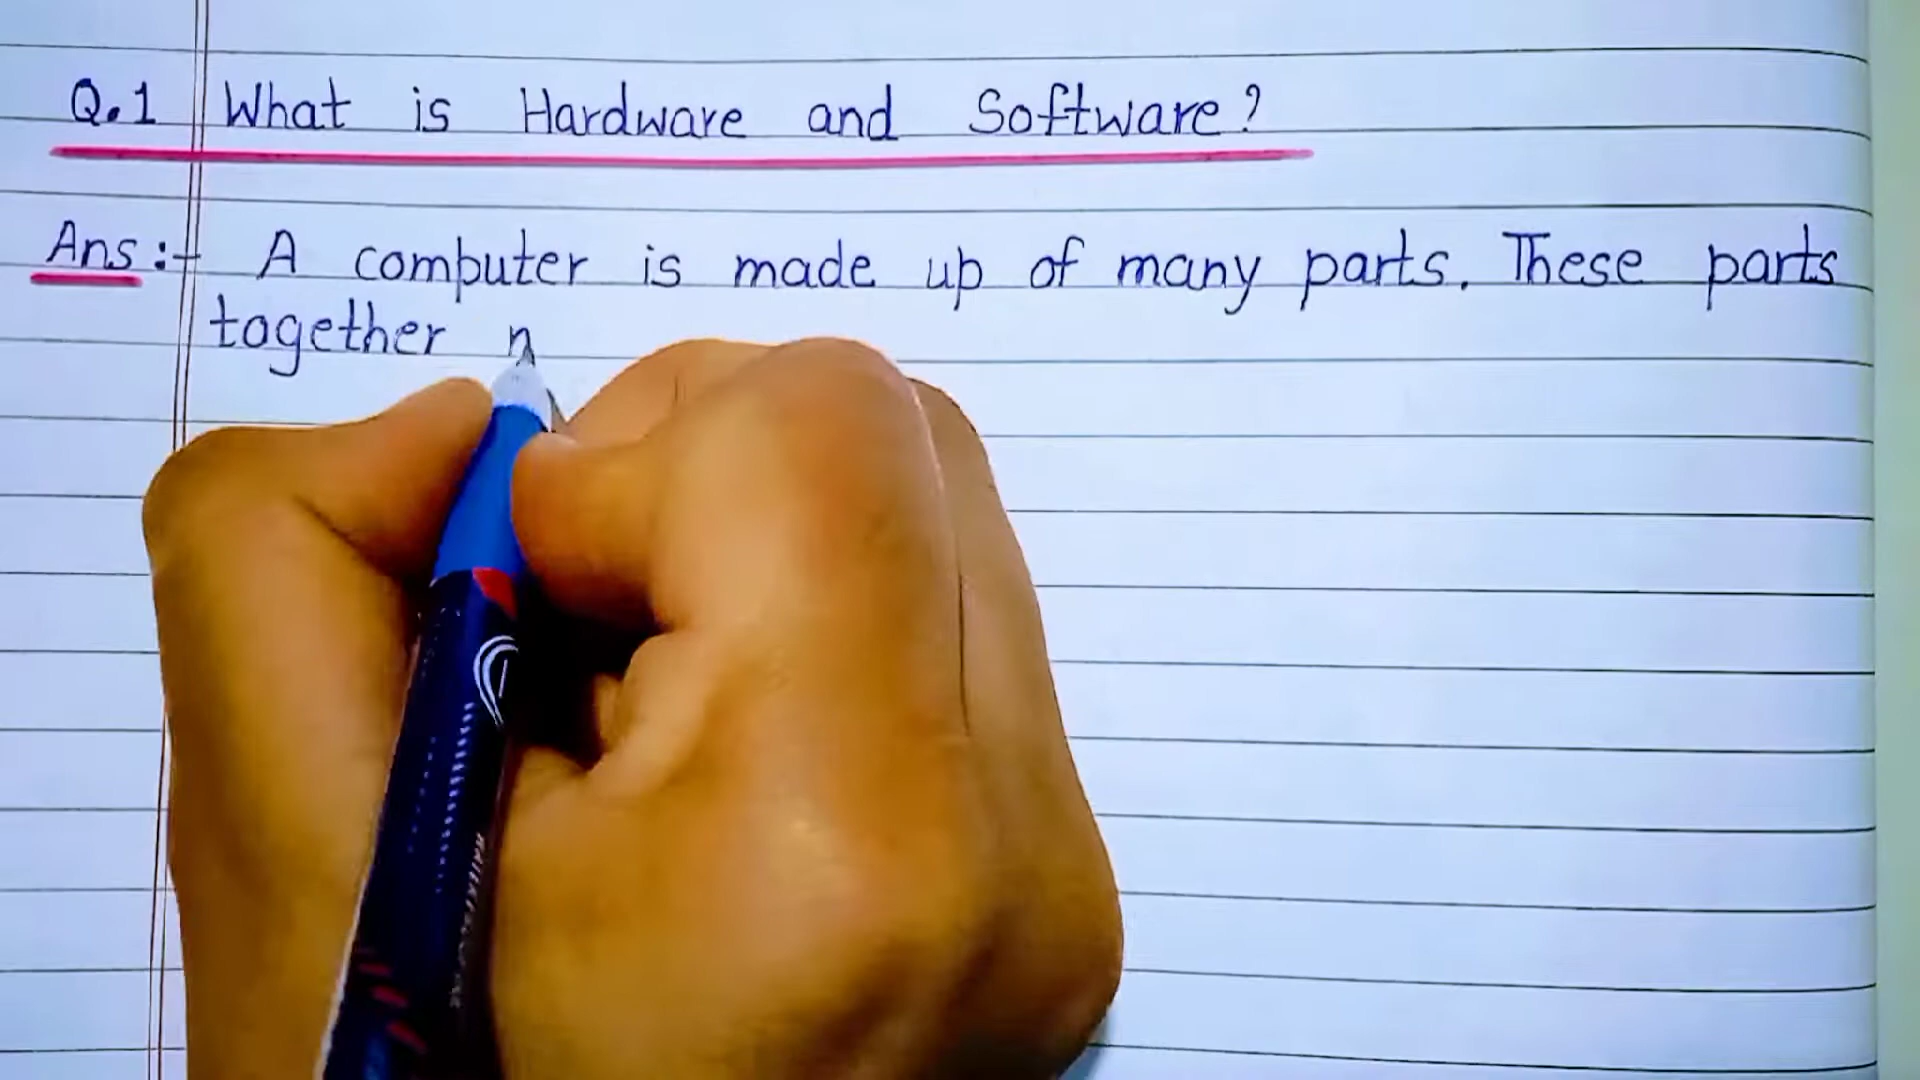 Q.1 What is Hardware and Software?
Ans:- A computer is made up of many parts. These parts
together n